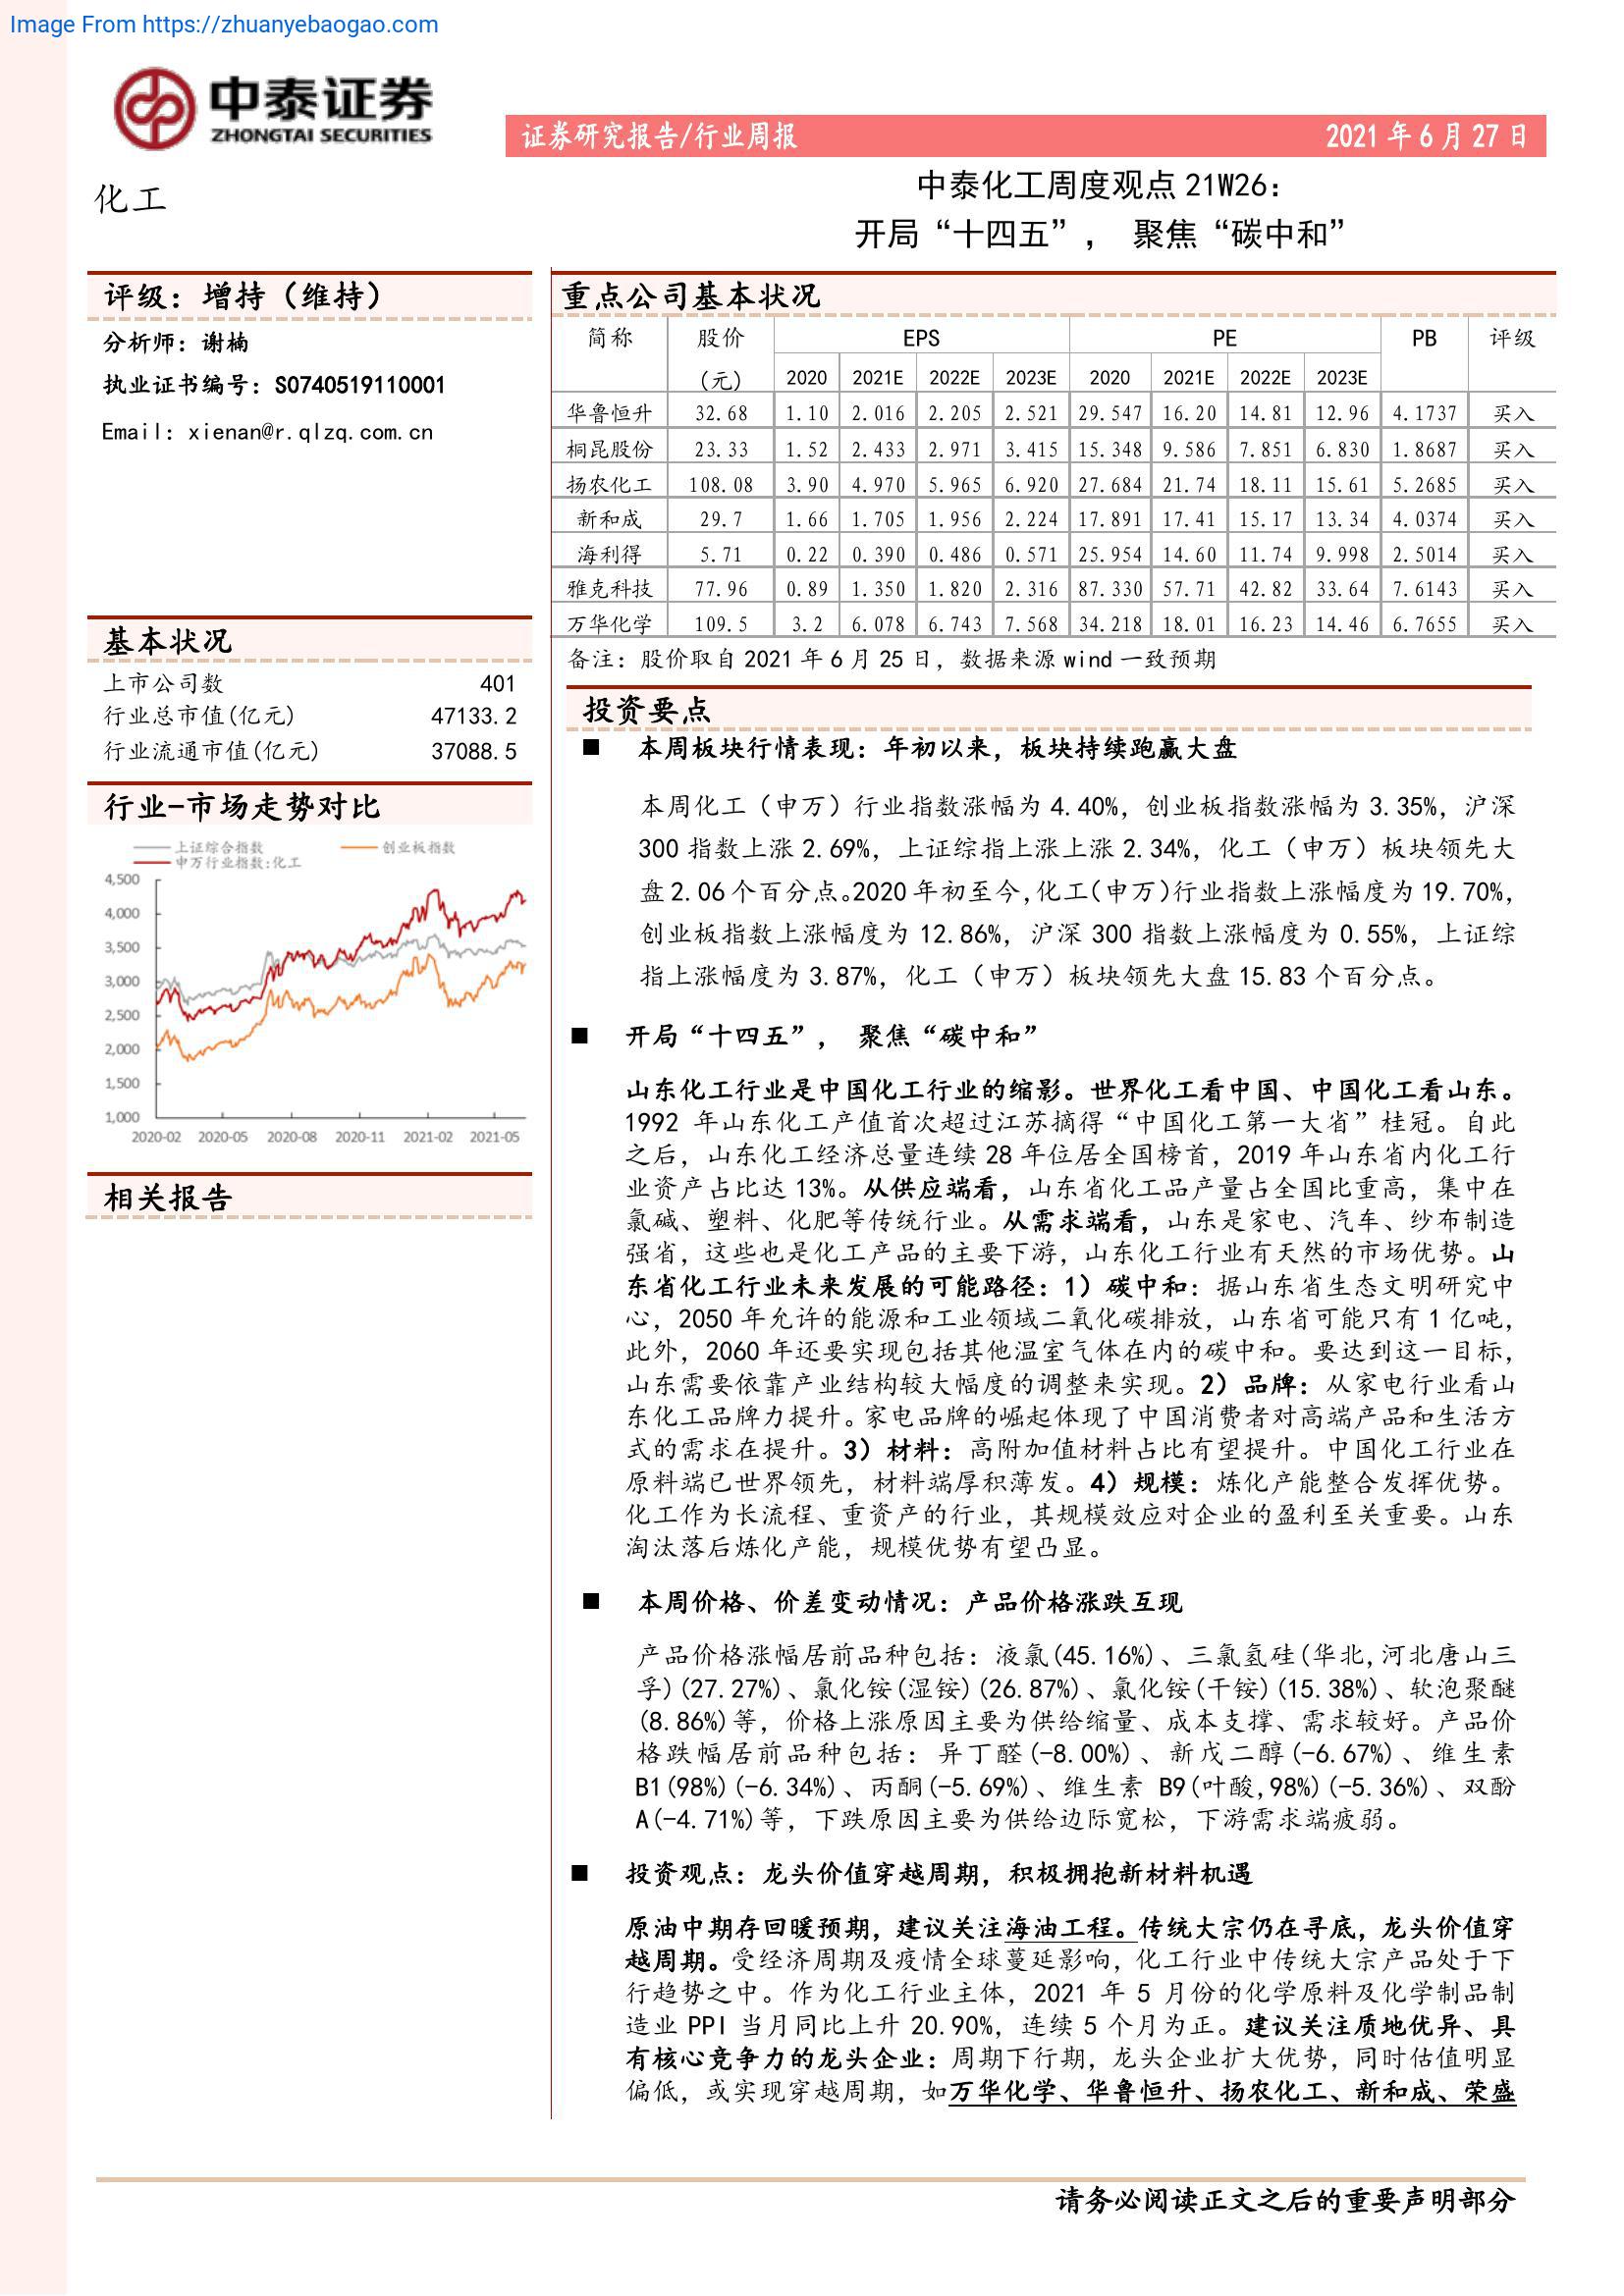 Image From https://zhuanyebaogao.com
中泰证券
ZHONGTAI SECURITIES
证券研究报告/行业周报 2021 年 6 月 27 日
化工
中泰化工周度观点 21W26：
开局“十四五”， 聚焦“碳中和”
评级：增持（维持）
分析师：谢楠
执业证书编号：S0740519110001
Email：xienan@r.qlzq.com.cn
基本状况
上市公司数 401
行业总市值(亿元) 47133.2
行业流通市值(亿元) 37088.5
行业-市场走势对比
上证综合指数 创业板指数
申万行业指数:化工
4,500
4,000
3,500
3,000
2,500
2,000
1,500
1,000
2020-02 2020-05 2020-08 2020-11 2021-02 2021-05
相关报告
重点公司基本状况
简称 股价 EPS PE PB 评级
(元) 2020 2021E 2022E 2023E 2020 2021E 2022E 2023E
华鲁恒升 32.68 1.10 2.016 2.205 2.521 29.547 16.20 14.81 12.96 4.1737 买入
桐昆股份 23.33 1.52 2.433 2.971 3.415 15.348 9.586 7.851 6.830 1.8687 买入
扬农化工 108.08 3.90 4.970 5.965 6.920 27.684 21.74 18.11 15.61 5.2685 买入
新和成 29.7 1.66 1.705 1.956 2.224 17.891 17.41 15.17 13.34 4.0374 买入
海利得 5.71 0.22 0.390 0.486 0.571 25.954 14.60 11.74 9.998 2.5014 买入
雅克科技 77.96 0.89 1.350 1.820 2.316 87.330 57.71 42.82 33.64 7.6143 买入
万华化学 109.5 3.2 6.078 6.743 7.568 34.218 18.01 16.23 14.46 6.7655 买入
备注：股价取自 2021 年 6 月 25 日，数据来源 wind 一致预期
投资要点
■ 本周板块行情表现：年初以来，板块持续跑赢大盘
本周化工（申万）行业指数涨幅为 4.40%，创业板指数涨幅为 3.35%，沪深
300 指数上涨 2.69%，上证综指上涨上涨 2.34%，化工（申万）板块领先大
盘 2.06 个百分点。2020 年初至今，化工（申万）行业指数上涨幅度为 19.70%，
创业板指数上涨幅度为 12.86%，沪深 300 指数上涨幅度为 0.55%，上证综
指上涨幅度为 3.87%，化工（申万）板块领先大盘 15.83 个百分点。
■ 开局“十四五”， 聚焦“碳中和”
山东化工行业是中国化工行业的缩影。世界化工看中国、中国化工看山东。
1992 年山东化工产值首次超过江苏摘得“中国化工第一大省”桂冠。自此
之后，山东化工经济总量连续 28 年位居全国榜首，2019 年山东省内化工行
业资产占比达 13%。从供应端看，山东省化工品产量占全国比重高，集中在
氯碱、塑料、化肥等传统行业。从需求端看，山东是家电、汽车、纱布制造
强省，这些也是化工产品的主要下游，山东化工行业有天然的市场优势。山
东省化工行业未来发展的可能路径：1）碳中和：据山东省生态文明研究中
心，2050 年允许的能源和工业领域二氧化碳排放，山东省可能只有 1 亿吨，
此外，2060 年还要实现包括其他温室气体在内的碳中和。要达到这一目标，
山东需要依靠产业结构较大幅度的调整来实现。2）品牌：从家电行业看山
东化工品牌力提升。家电品牌的崛起体现了中国消费者对高端产品和生活方
式的需求在提升。3）材料：高附加值材料占比有望提升。中国化工行业在
原料端已世界领先，材料端厚积薄发。4）规模：炼化产能整合发挥优势。
化工作为长流程、重资产的行业，其规模效应对企业的盈利至关重要。山东
淘汰落后炼化产能，规模优势有望凸显。
■ 本周价格、价差变动情况：产品价格涨跌互现
产品价格涨幅居前品种包括：液氯(45.16%)、三氯氢硅(华北,河北唐山三
孚)(27.27%)、氯化铵(湿铵)(26.87%)、氯化铵(干铵)(15.38%)、软泡聚醚
(8.86%)等，价格上涨原因主要为供给缩量、成本支撑、需求较好。产品价
格跌幅居前品种包括：异丁醛(-8.00%)、新戊二醇(-6.67%)、维生素
B1(98%)(-6.34%)、丙酮(-5.69%)、维生素 B9(叶酸,98%)(-5.36%)、双酚
A(-4.71%)等，下跌原因主要为供给边际宽松，下游需求端疲弱。
■ 投资观点：龙头价值穿越周期，积极拥抱新材料机遇
原油中期存回暖预期，建议关注海油工程。传统大宗仍在寻底，龙头价值穿
越周期。受经济周期及疫情全球蔓延影响，化工行业中传统大宗产品处于下
行趋势之中。作为化工行业主体，2021 年 5 月份的化学原料及化学制品制
造业 PPI 当月同比上升 20.90%，连续 5 个月为正。建议关注质地优异、具
有核心竞争力的龙头企业：周期下行期，龙头企业扩大优势，同时估值明显
偏低，或实现穿越周期，如万华化学、华鲁恒升、扬农化工、新和成、荣盛
请务必阅读正文之后的重要声明部分